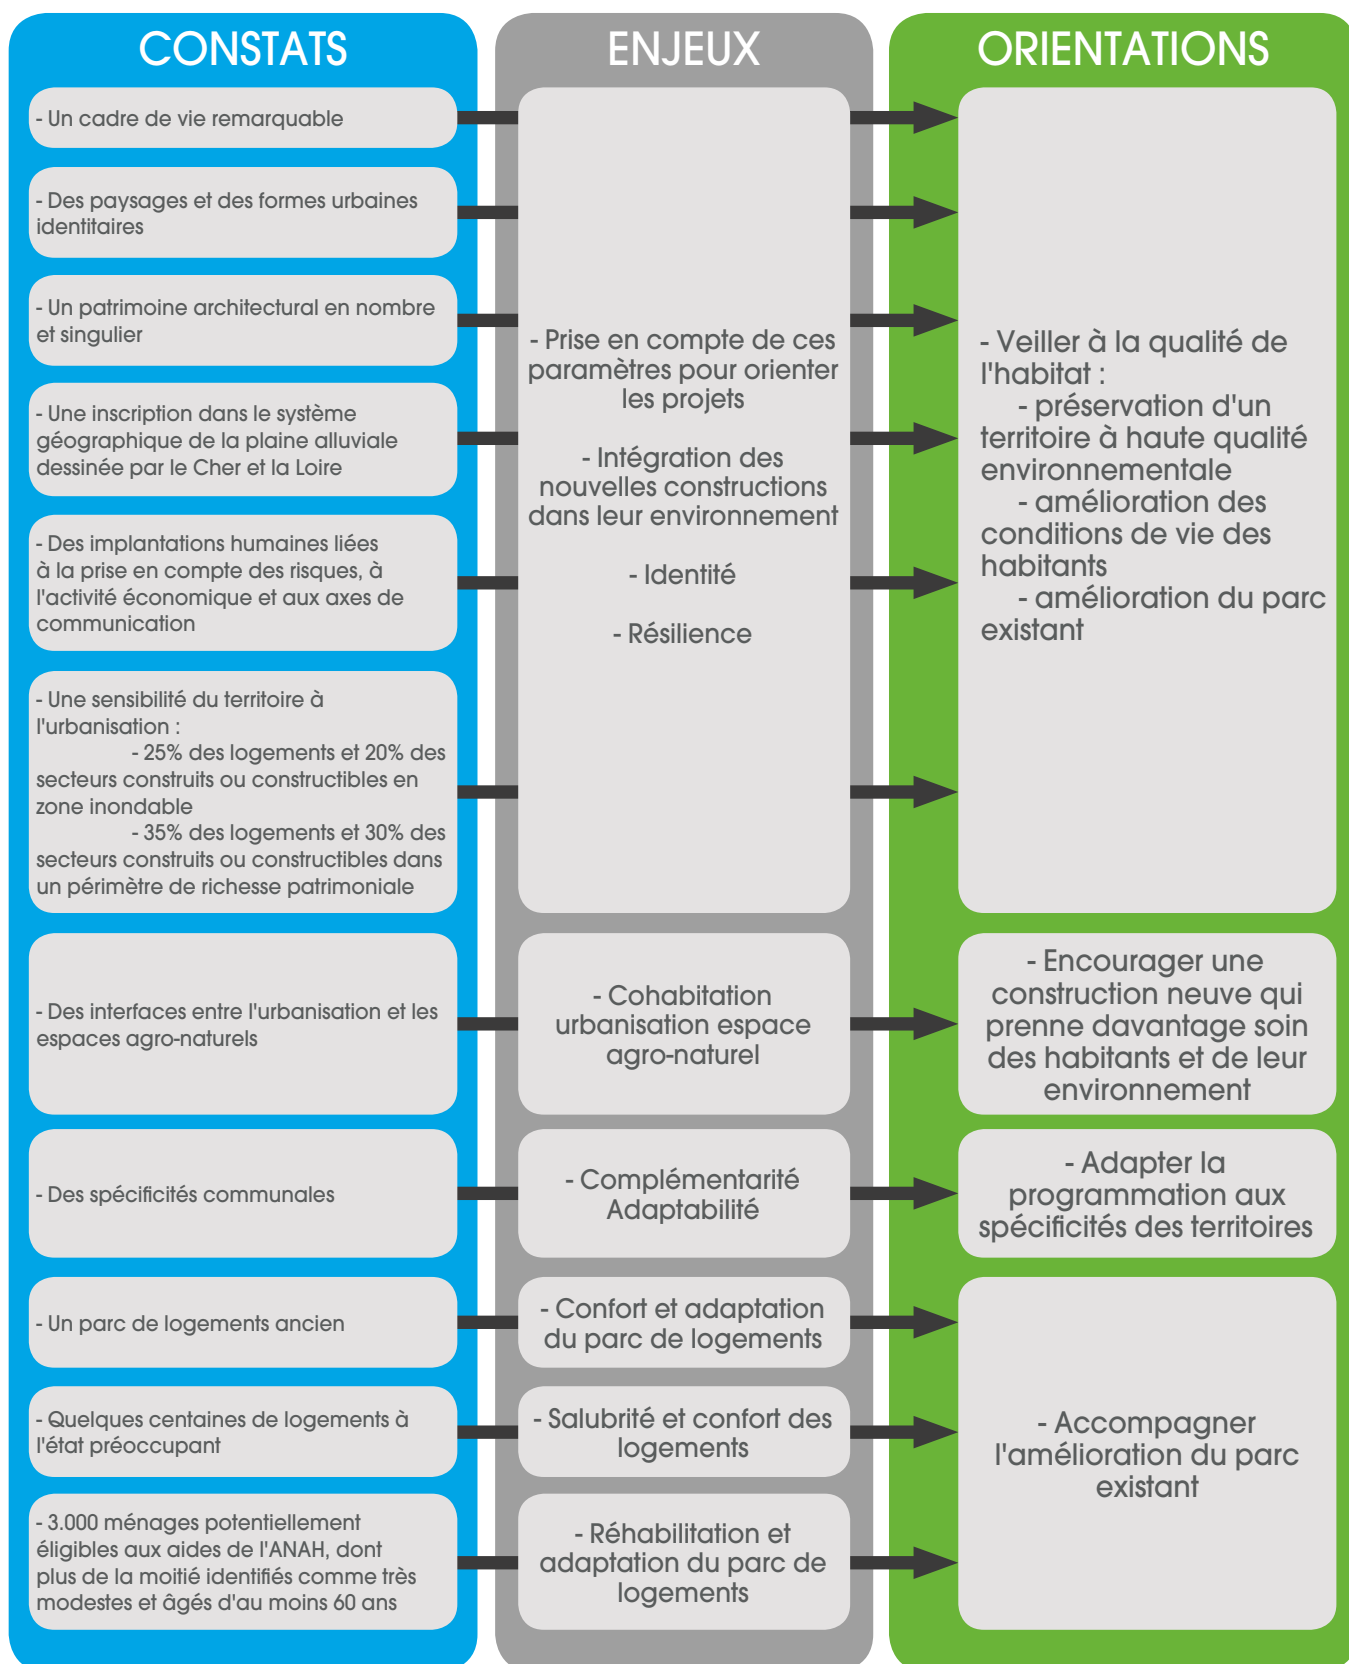 CONSTATS
- Un cadre de vie remarquable
- Des paysages et des formes urbaines
identitaires
- Un patrimoine architectural en nombre
et singulier
- Une inscription dans le système
géographique de la plaine alluviale
dessinée par le Cher et la Loire
- Des implantations humaines liées
à la prise en compte des risques, à
l'activité économique et aux axes de
communication
- Une sensibilité du territoire à
l'urbanisation :
- 25% des logements et 20% des
secteurs construits ou constructibles en
zone inondable
- 35% des logements et 30% des
secteurs construits ou constructibles dans
un périmètre de richesse patrimoniale
- Des interfaces entre l'urbanisation et les
espaces agro-naturels
- Des spécificités communales
- Un parc de logements ancien
- Quelques centaines de logements à
l'état préoccupant
- 3.000 ménages potentiellement
éligibles aux aides de l'ANAH, dont
plus de la moitié identifiés comme très
modestes et âgés d'au moins 60 ans
ENJEUX
- Prise en compte de ces
paramètres pour orienter
les projets
- Intégration des
nouvelles constructions
dans leur environnement
- Identité
- Résilience
- Cohabitation
urbanisation espace
agro-naturel
- Complémentarité
Adaptabilité
- Confort et adaptation
du parc de logements
- Salubrité et confort des
logements
- Réhabilitation et
adaptation du parc de
logements
ORIENTATIONS
- Veiller à la qualité de
l'habitat :
- préservation d'un
territoire à haute qualité
environnementale
- amélioration des
conditions de vie des
habitants
- amélioration du parc
existant
- Encourager une
construction neuve qui
prenne davantage soin
des habitants et de leur
environnement
- Adapter la
programmation aux
spécificités des territoires
- Accompagner
l'amélioration du parc
existant